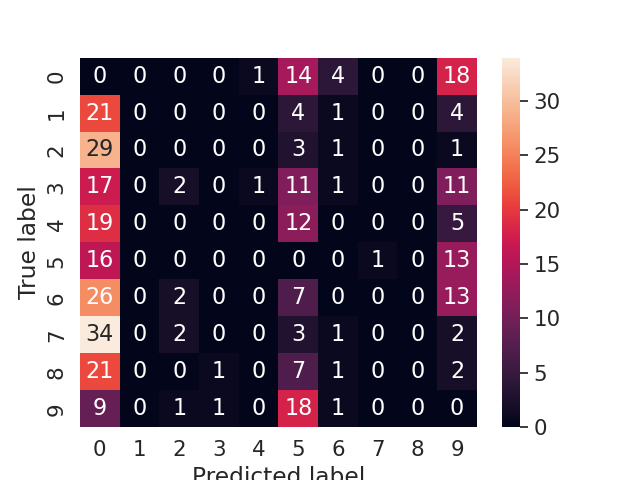 0 0 0 0 0 1 14 4 0 0 18
1 21 0 0 0 0 4 1 0 0 4
2 29 0 0 0 0 3 1 0 0 1
3 17 0 2 0 1 11 1 0 0 11
4 19 0 0 0 0 12 0 0 0 5
5 16 0 0 0 0 0 0 1 0 13
6 26 0 2 0 0 7 0 0 0 13
7 34 0 2 0 0 3 1 0 0 2
8 21 0 0 1 0 7 1 0 0 2
9 9 0 1 1 0 18 1 0 0 0
0 1 2 3 4 5 6 7 8 9
True label
Predicted label
30
25
20
15
10
5
0